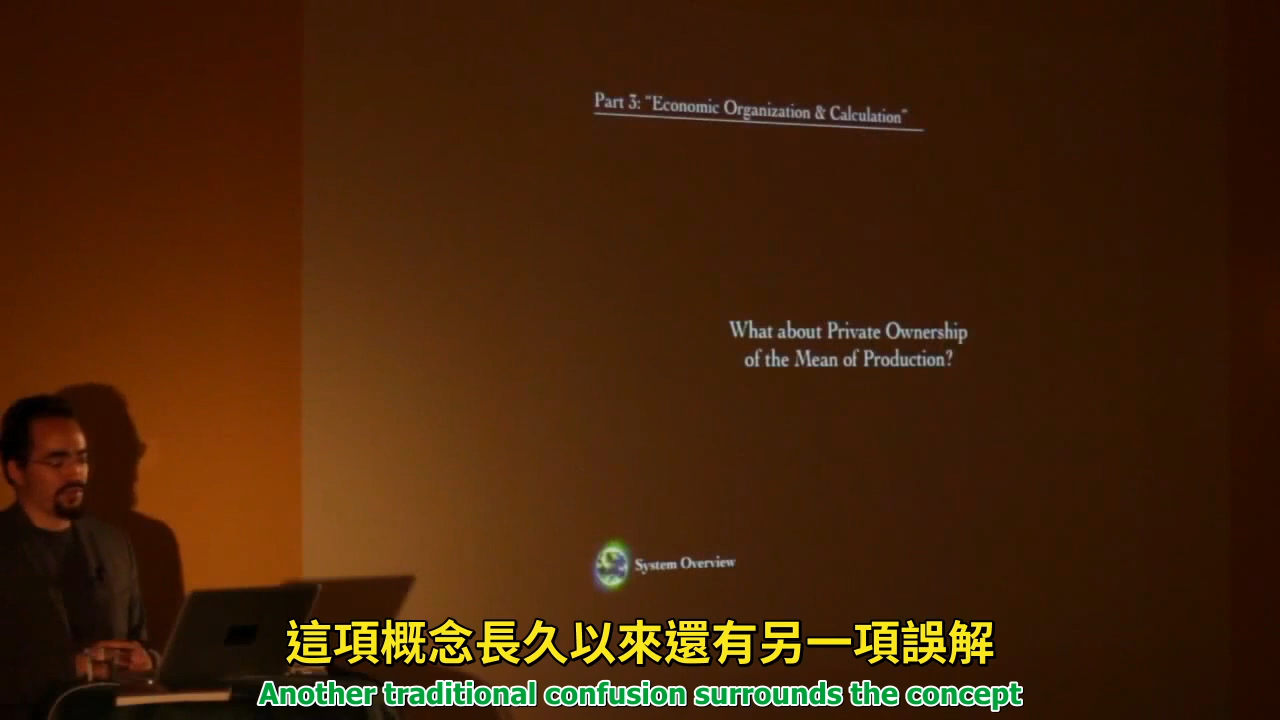 Part 3: "Economic Organization & Calculation"
What about Private Ownership
of the Mean of Production?
System Overview
這項概念長久以來還有另一項誤解
Another traditional confusion surrounds the concept